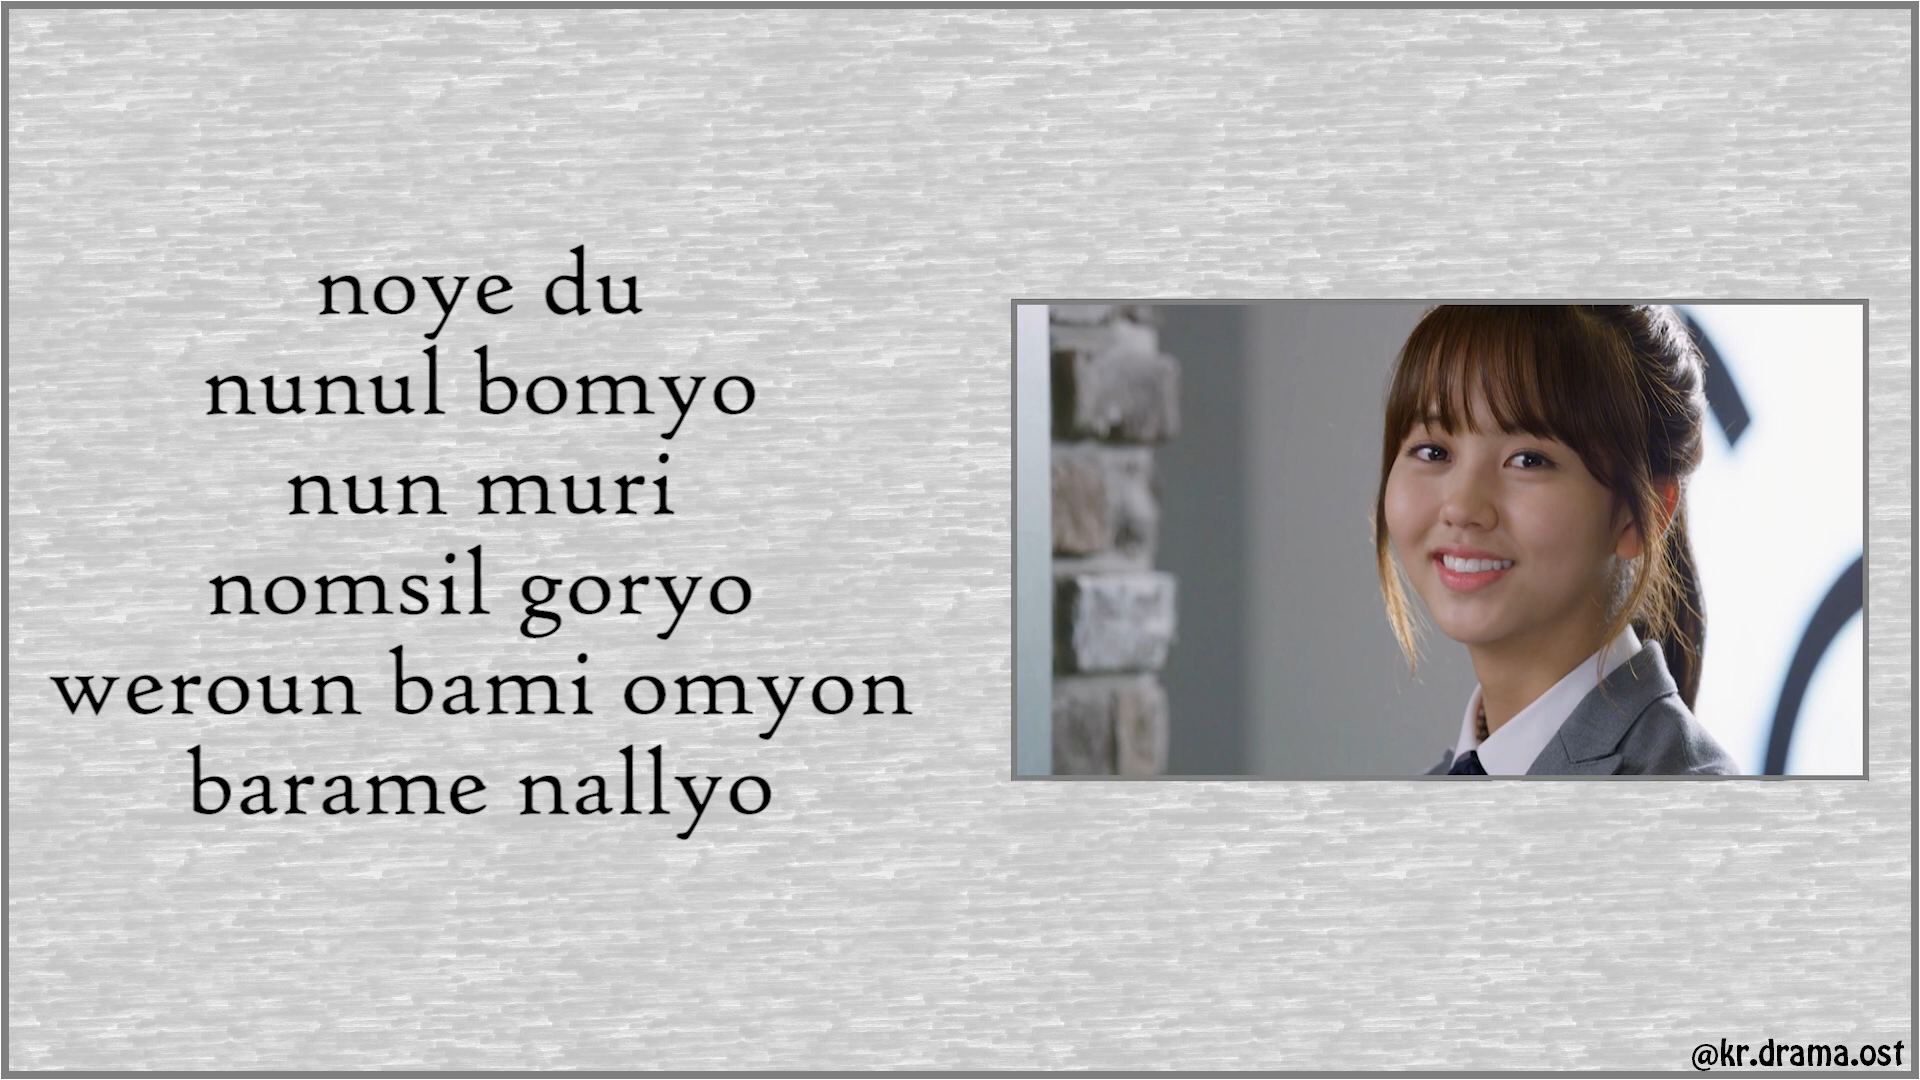 noye du
nunul bomyo
nun muri
nomsil goryo
weroun bami omyon
barame nallyo
@kr.drama.ost